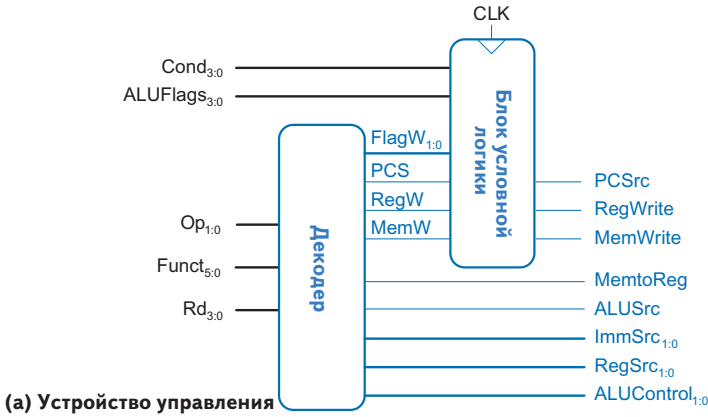 CLK
Cond3:0
ALUFlags3:0
Блок условной
логики
FlagW1:0
PCS
RegW
MemW
PCSrc
RegWrite
MemWrite
Op1:0
Funct5:0
Rd3:0
Декодер
MemtoReg
ALUSrc
ImmSrc1:0
RegSrc1:0
ALUControl1:0
(a) Устройство управления